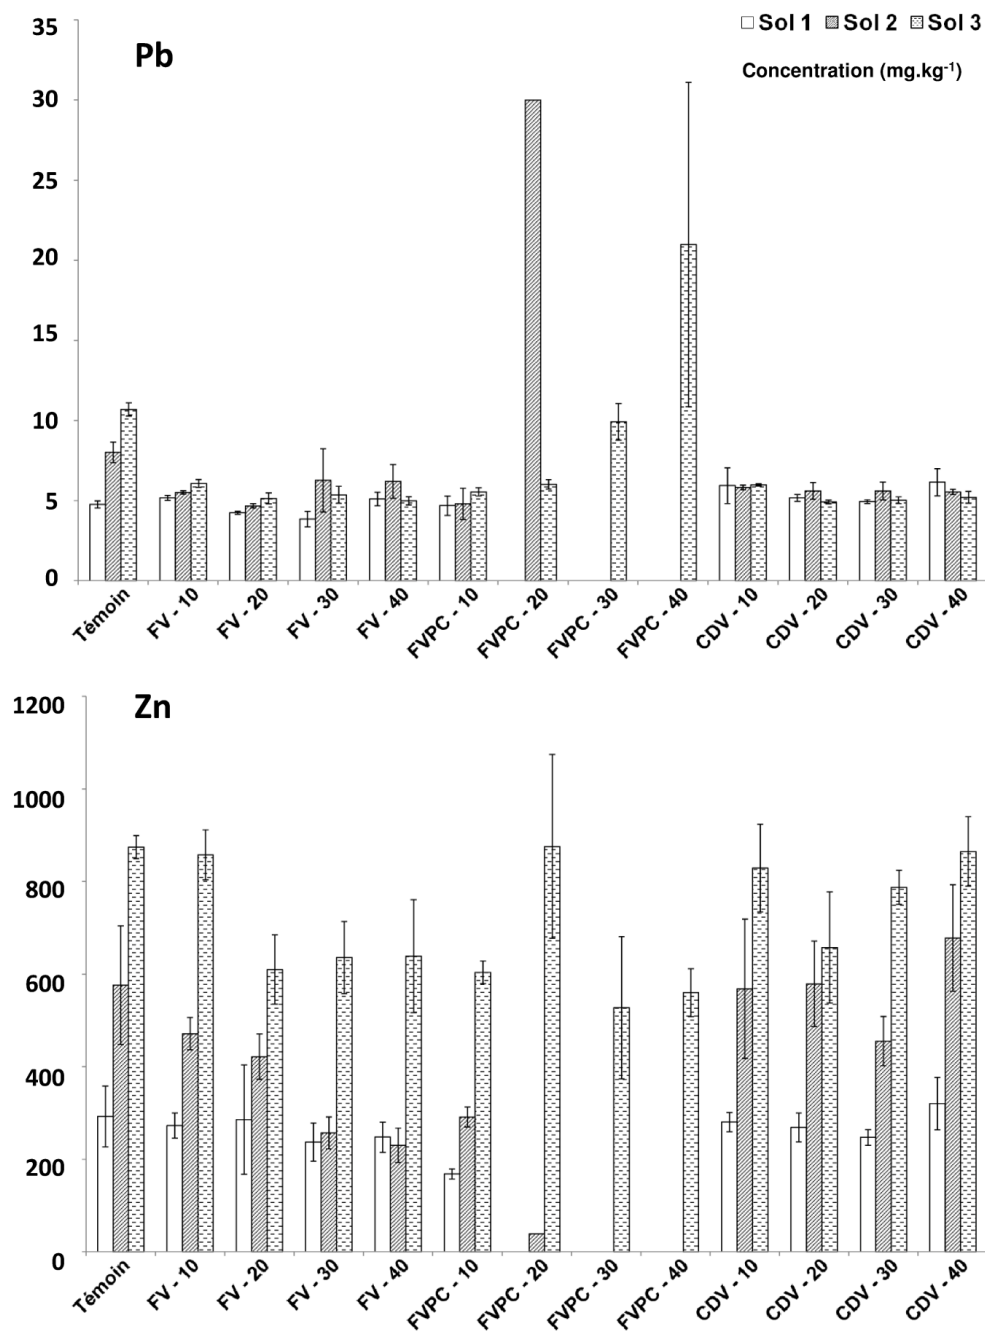 35
Pb
□ Sol 1 ▨ Sol 2 ▤ Sol 3
Concentration (mg.kg⁻¹)
30
25
20
15
10
5
0
Témoin
FV - 10
FV - 20
FV - 30
FV - 40
FVPC - 10
FVPC - 20
FVPC - 30
FVPC - 40
CDV - 10
CDV - 20
CDV - 30
CDV - 40
1200
Zn
1000
800
600
400
200
0
Témoin
FV - 10
FV - 20
FV - 30
FV - 40
FVPC - 10
FVPC - 20
FVPC - 30
FVPC - 40
CDV - 10
CDV - 20
CDV - 30
CDV - 40